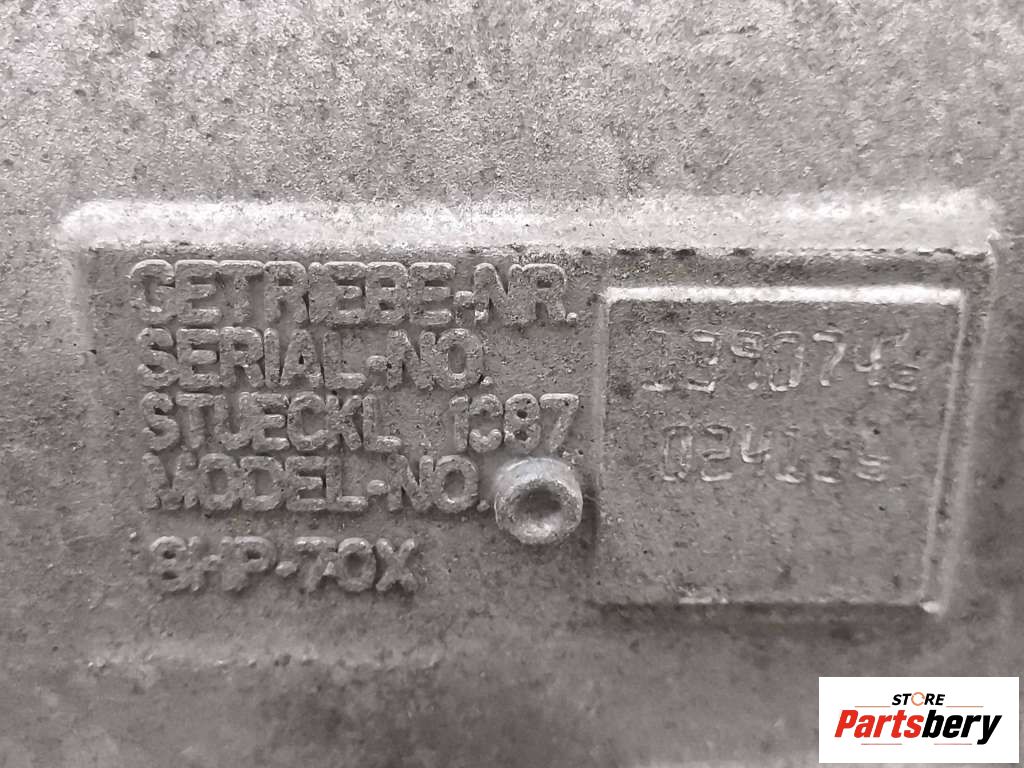 GETRIEBE-NR.
SERIAL-NO.
STUECKL 1087
MODEL-NO.
8HP-70X
STORE
Partsbery